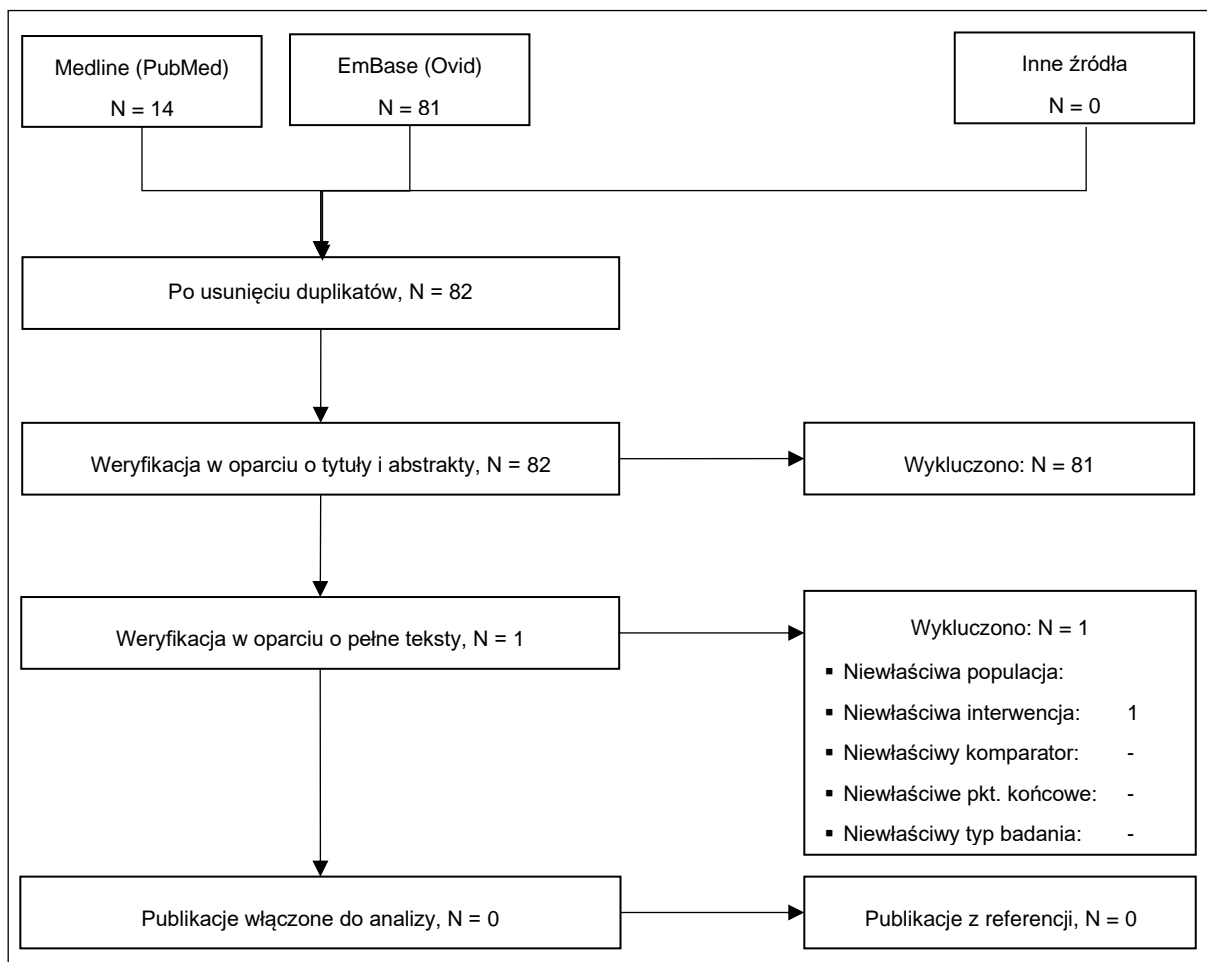 Medline (PubMed)
N = 14
EmBase (Ovid)
N = 81
Inne źródła
N = 0
Po usunięciu duplikatów, N = 82
Weryfikacja w oparciu o tytuły i abstrakty, N = 82
Wykluczono: N = 81
Weryfikacja w oparciu o pełne teksty, N = 1
Wykluczono: N = 1
▪ Niewłaściwa populacja:
▪ Niewłaściwa interwencja: 1
▪ Niewłaściwy komparator: -
▪ Niewłaściwe pkt. końcowe: -
▪ Niewłaściwy typ badania: -
Publikacje włączone do analizy, N = 0
Publikacje z referencji, N = 0